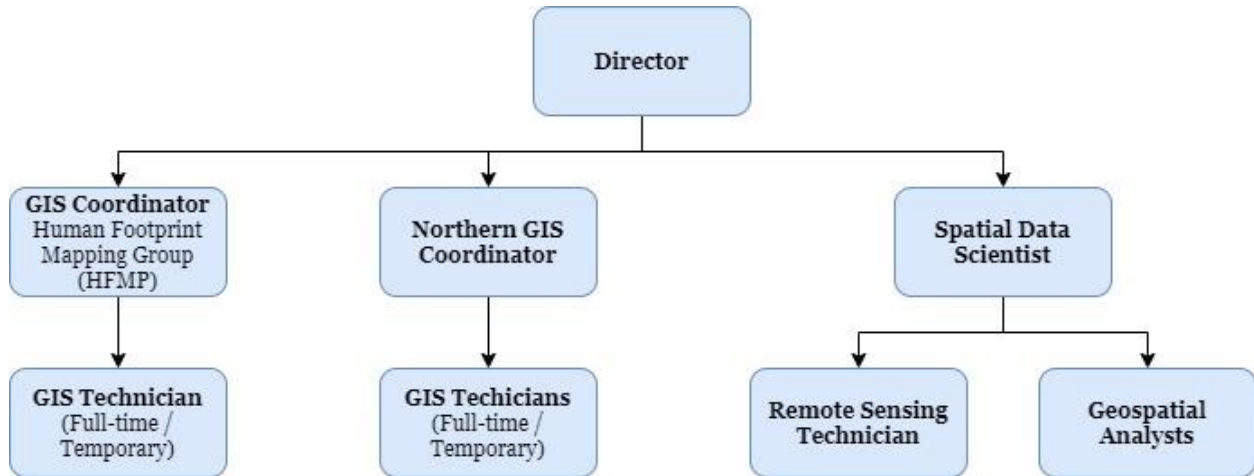 Director
GIS Coordinator
Human Footprint
Mapping Group
(HFMP)
Northern GIS
Coordinator
Spatial Data
Scientist
GIS Technician
(Full-time /
Temporary)
GIS Techicians
(Full-time /
Temporary)
Remote Sensing
Technician
Geospatial
Analysts